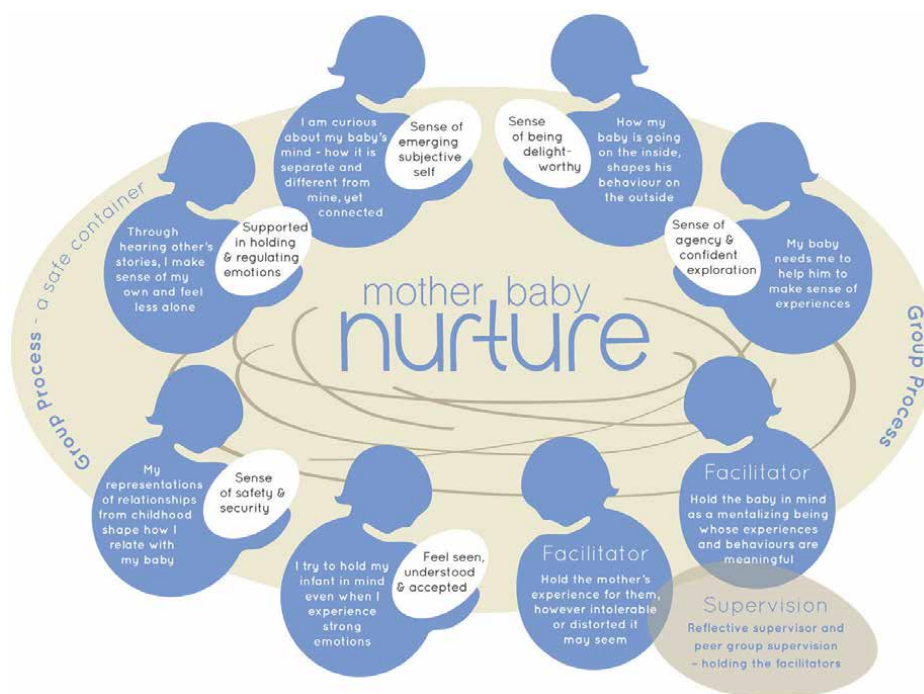 I am curious
about my baby's
mind - how it is
separate and
different from
mine, yet
connected
Sense of
emerging
subjective
self
Sense
of being
delight-
worthy
How my
baby is going
on the inside,
shapes his
behaviour on
the outside
Through
hearing other's
stories, I make
sense of my
own and feel
less alone
Supported
in holding
& regulating
emotions
Sense of
agency &
confident
exploration
My baby
needs me to
help him to
make sense of
experiences
mother baby
nurture
Group Process - a safe container
Group Process
My
representations
of relationships
from childhood
shape how I
relate with
my baby
Sense
of safety &
security
I try to hold my
infant in mind
even when I
experience
strong
emotions
Feel seen,
understood
& accepted
Facilitator
Hold the mother's
experience for them,
however intolerable
or distorted it
may seem
Facilitator
Hold the baby in mind
as a mentalizing being
whose experiences
and behaviours are
meaningful
Supervision
Reflective supervisor and
peer group supervision
- holding the facilitators